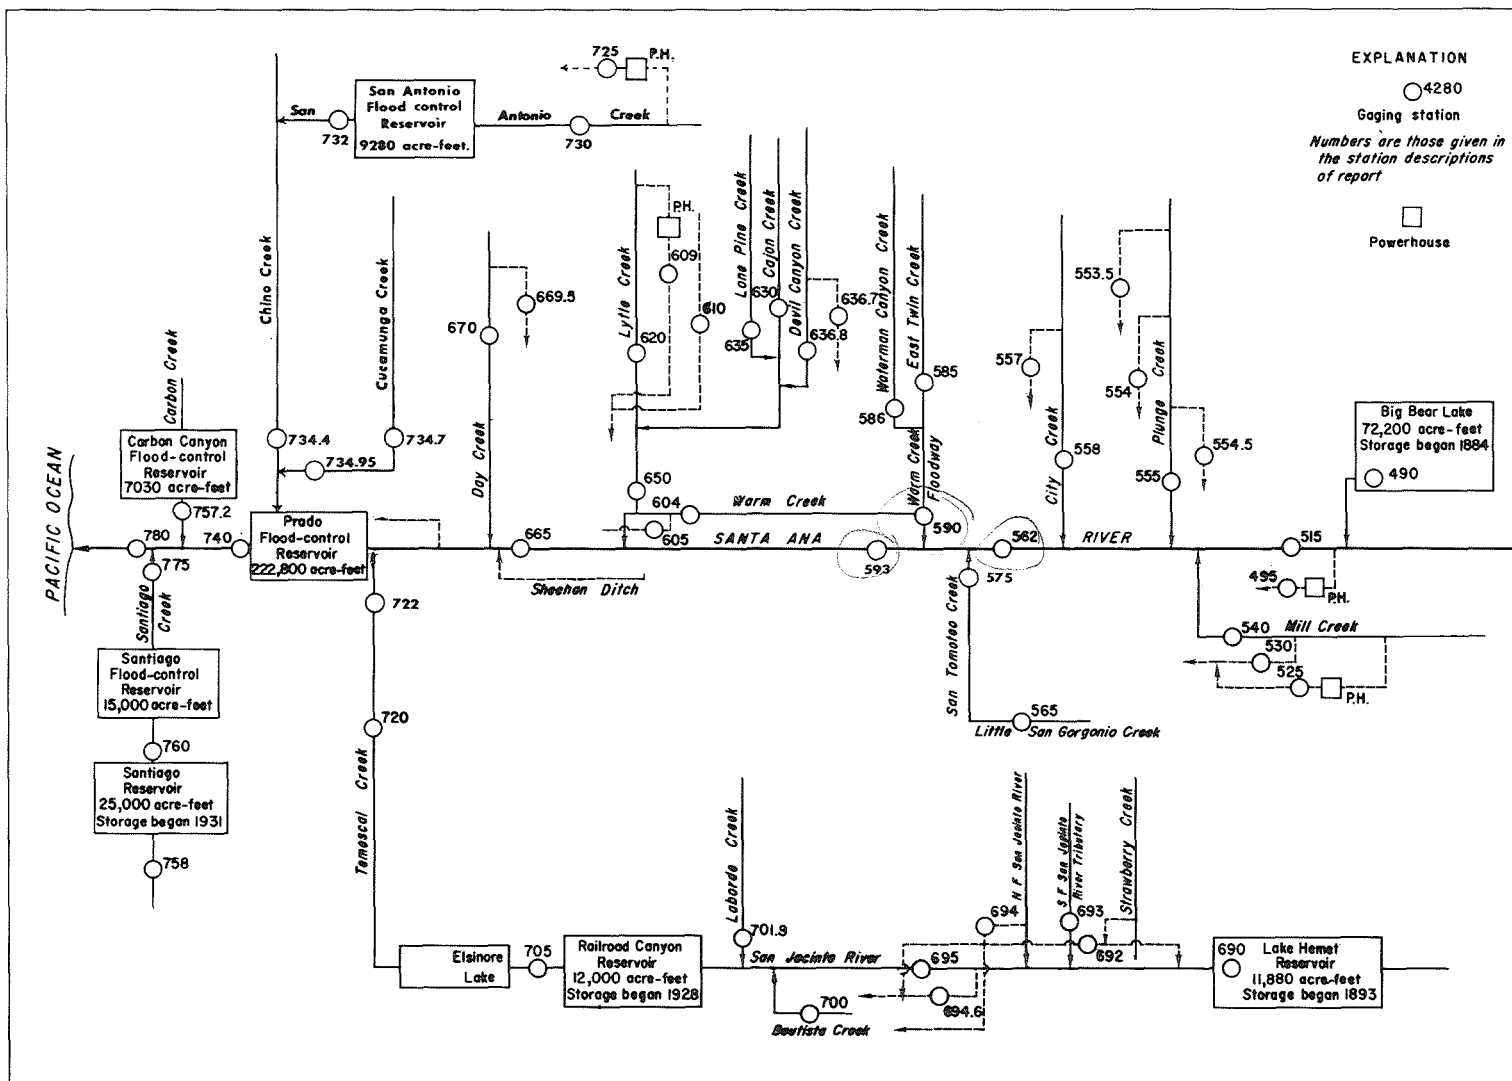 EXPLANATION
4280
Gaging station
Numbers are those given in
the station descriptions
of report
Powerhouse
725
P.H.
San Antonio
Flood control
Reservoir
9280 acre-feet.
San
Antonio
Creek
732
730
Chino Creek
Cucamunga Creek
734.4
734.7
734.95
Carbon Creek
Carbon Canyon
Flood-control
Reservoir
7030 acre-feet
757.2
Day Creek
670
669.5
Lytle Creek
P.H.
609
610
620
650
Lone Pine Creek
Cajon Creek
Devil Canyon Creek
630
635
636.7
636.8
Waterman Canyon Creek
East Twin Creek
585
586
Warm Creek
Floodway
590
City Creek
557
558
553.5
554
Plunge Creek
554.5
555
Big Bear Lake
72,200 acre-feet
Storage began 1884
490
604
Warm Creek
605
PACIFIC OCEAN
780
740
Prado
Flood-control
Reservoir
222,800 acre-feet
665
SANTA ANA
593
562
RIVER
515
775
Santiago
Creek
722
Sheehan Ditch
575
San Tomoteo Creek
495
P.H.
540
Mill Creek
530
525
P.H.
565
Little San Gorgonio Creek
Santiago
Flood-control
Reservoir
15,000 acre-feet
760
Santiago
Reservoir
25,000 acre-feet
Storage began 1931
758
720
Temescal Creek
Elsinore
Lake
705
Railroad Canyon
Reservoir
12,000 acre-feet
Storage began 1928
Laborde Creek
701.9
San Jacinto River
695
700
Bautista Creek
694
694.6
N F San Jacinto River
S F San Jacinto
River Tributary
693
692
Strawberry Creek
690
Lake Hemet
Reservoir
11,880 acre-feet
Storage began 1893